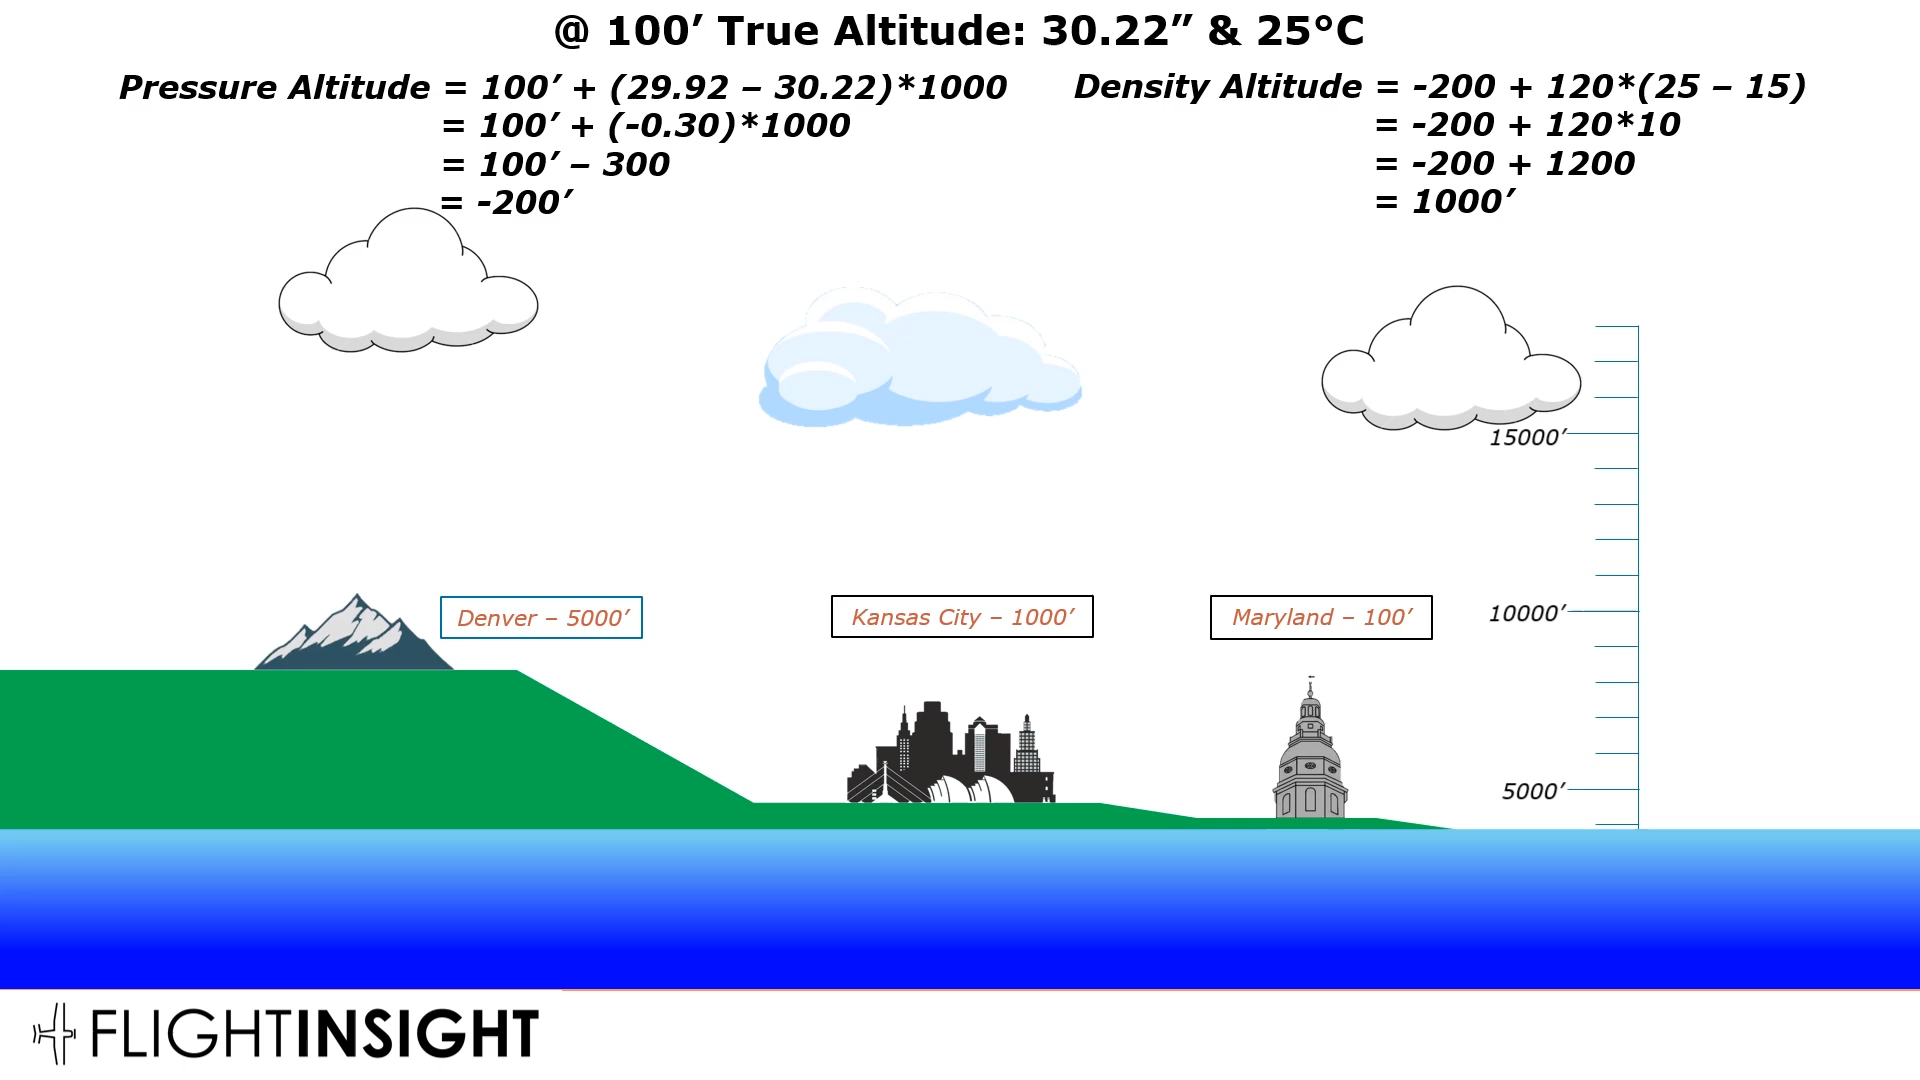 @ 100’ True Altitude: 30.22” & 25°C
Pressure Altitude = 100’ + (29.92 – 30.22)*1000
= 100’ + (-0.30)*1000
= 100’ – 300
= -200’
Density Altitude = -200 + 120*(25 – 15)
= -200 + 120*10
= -200 + 1200
= 1000’
15000’
10000’
5000’
Denver – 5000’
Kansas City – 1000’
Maryland – 100’
FLIGHTINSIGHT